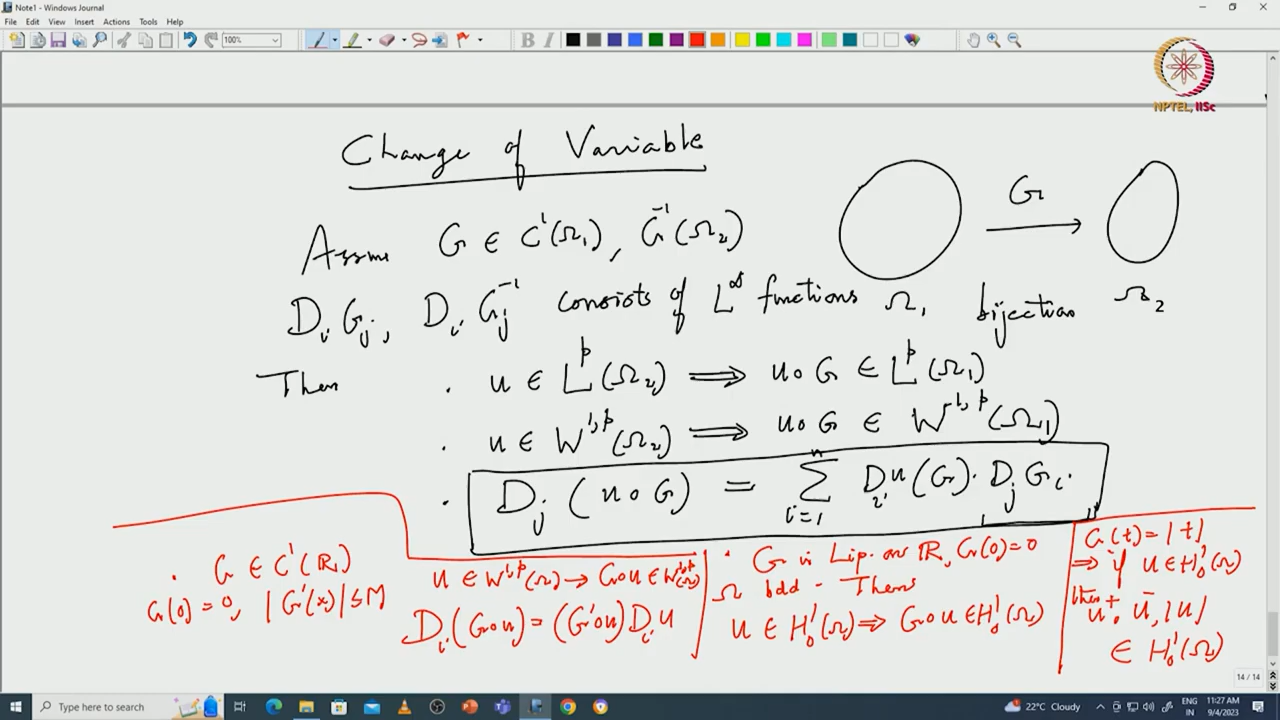 Note1 - Windows Journal
File Edit View Insert Actions Tools Help
100%
NPTEL, IISc
Change of Variable
G
Assume G ∈ C¹(Ω₁), G⁻¹(Ω₂)
DᵢGⱼ, DᵢGⱼ⁻¹ consists of L^∞ functions Ω₁ bijection Ω₂
Then · u ∈ L^p(Ω₂) ⟹ u∘G ∈ L^p(Ω₁)
· u ∈ W^{1,p}(Ω₂) ⟹ u∘G ∈ W^{1,p}(Ω₁)
· Dⱼ(u∘G) = Σ_{i=1}^{n} Dᵢu(G)·DⱼGᵢ.
· G ∈ C¹(ℝ)
G(0) = 0, |G'(x)| ≤ M
u ∈ W^{1,p}(Ω) → G∘u ∈ W^{1,p}(Ω)
Dᵢ(G∘u) = (G'∘u)Dᵢu
· G is Lip. on ℝ, G(0)=0
Ω bdd - Then
u ∈ H₀¹(Ω) ⟹ G∘u ∈ H₀¹(Ω)
G(t) = |t|
⟹ if u ∈ H₀¹(Ω)
then u⁺, u⁻, |u|
∈ H₀¹(Ω)
14 / 14
Type here to search
22°C Cloudy
ENG
IN
11:27 AM
9/4/2023